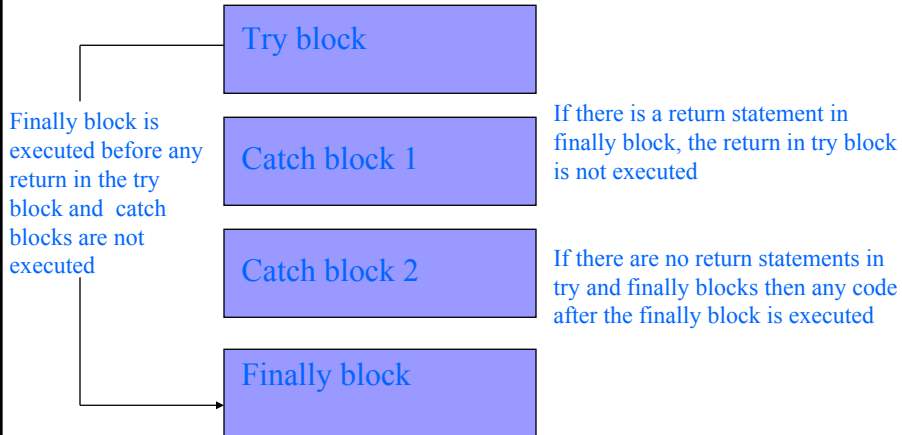 Try block
Finally block is
executed before any
return in the try
block and catch
blocks are not
executed
Catch block 1
If there is a return statement in
finally block, the return in try block
is not executed
Catch block 2
If there are no return statements in
try and finally blocks then any code
after the finally block is executed
Finally block